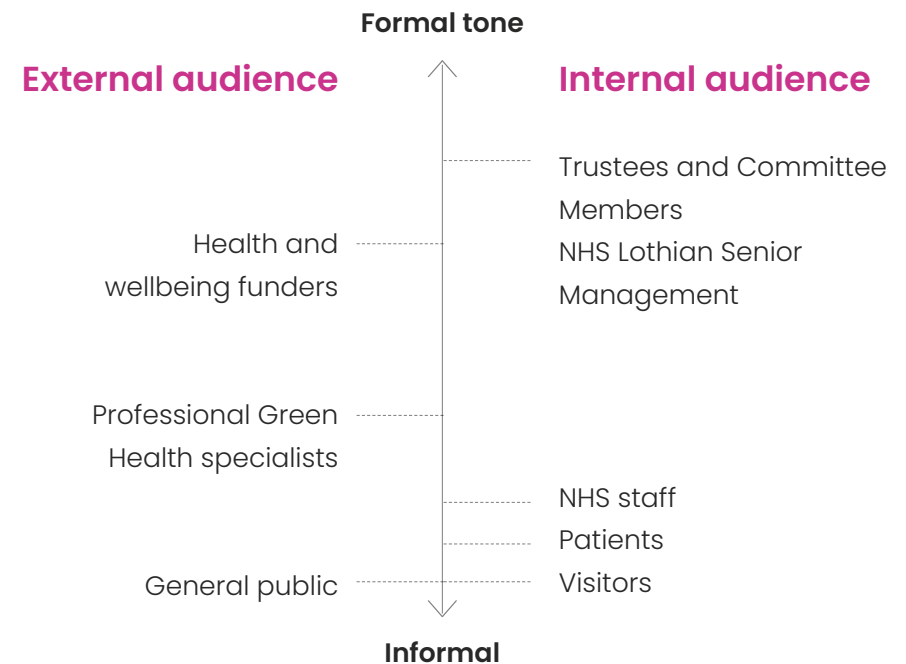 Formal tone
External audience
Health and
wellbeing funders
Professional Green
Health specialists
General public
Internal audience
Trustees and Committee
Members
NHS Lothian Senior
Management
NHS staff
Patients
Visitors
Informal